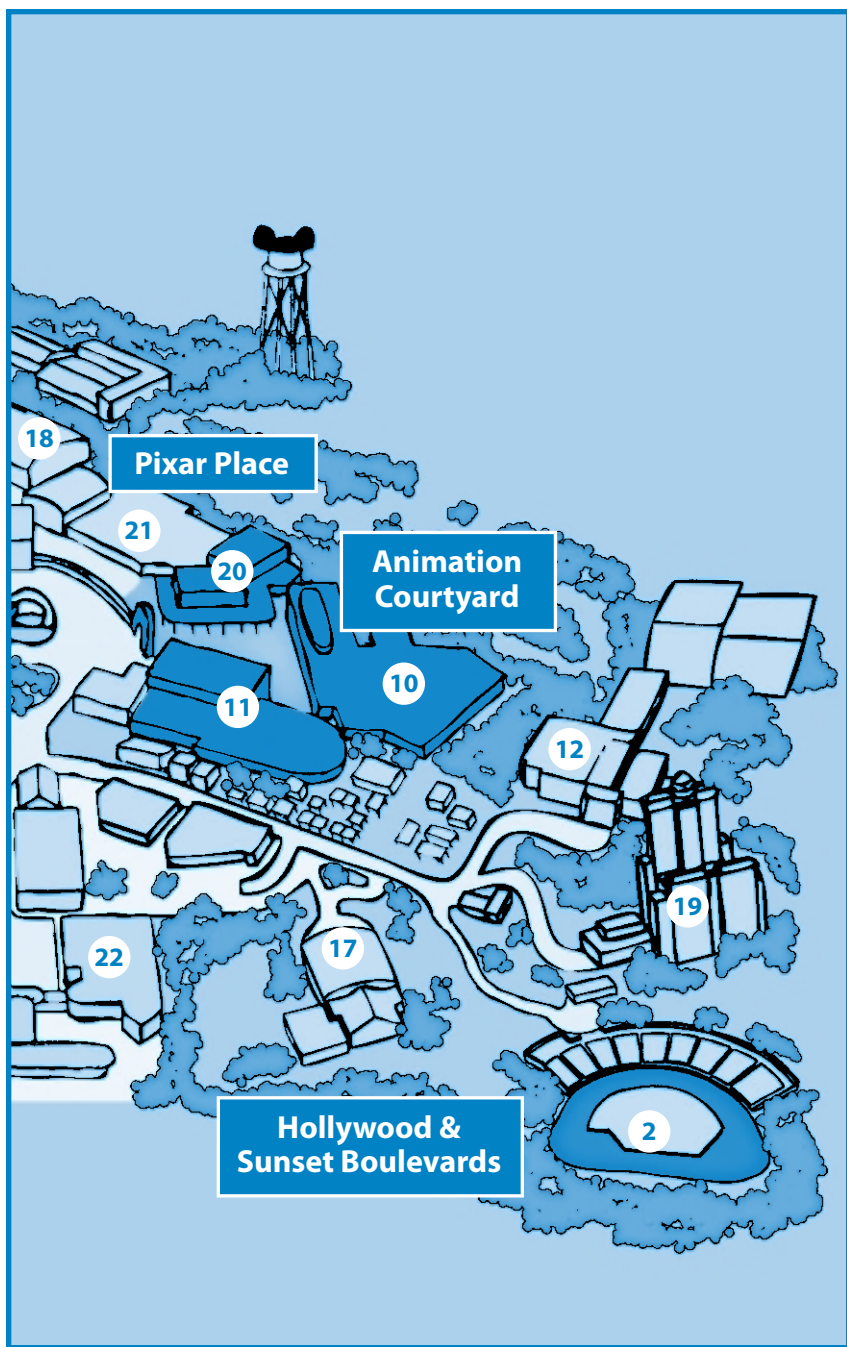 18
Pixar Place
21
20
Animation
Courtyard
10
11
12
19
17
22
Hollywood &
Sunset Boulevards
2